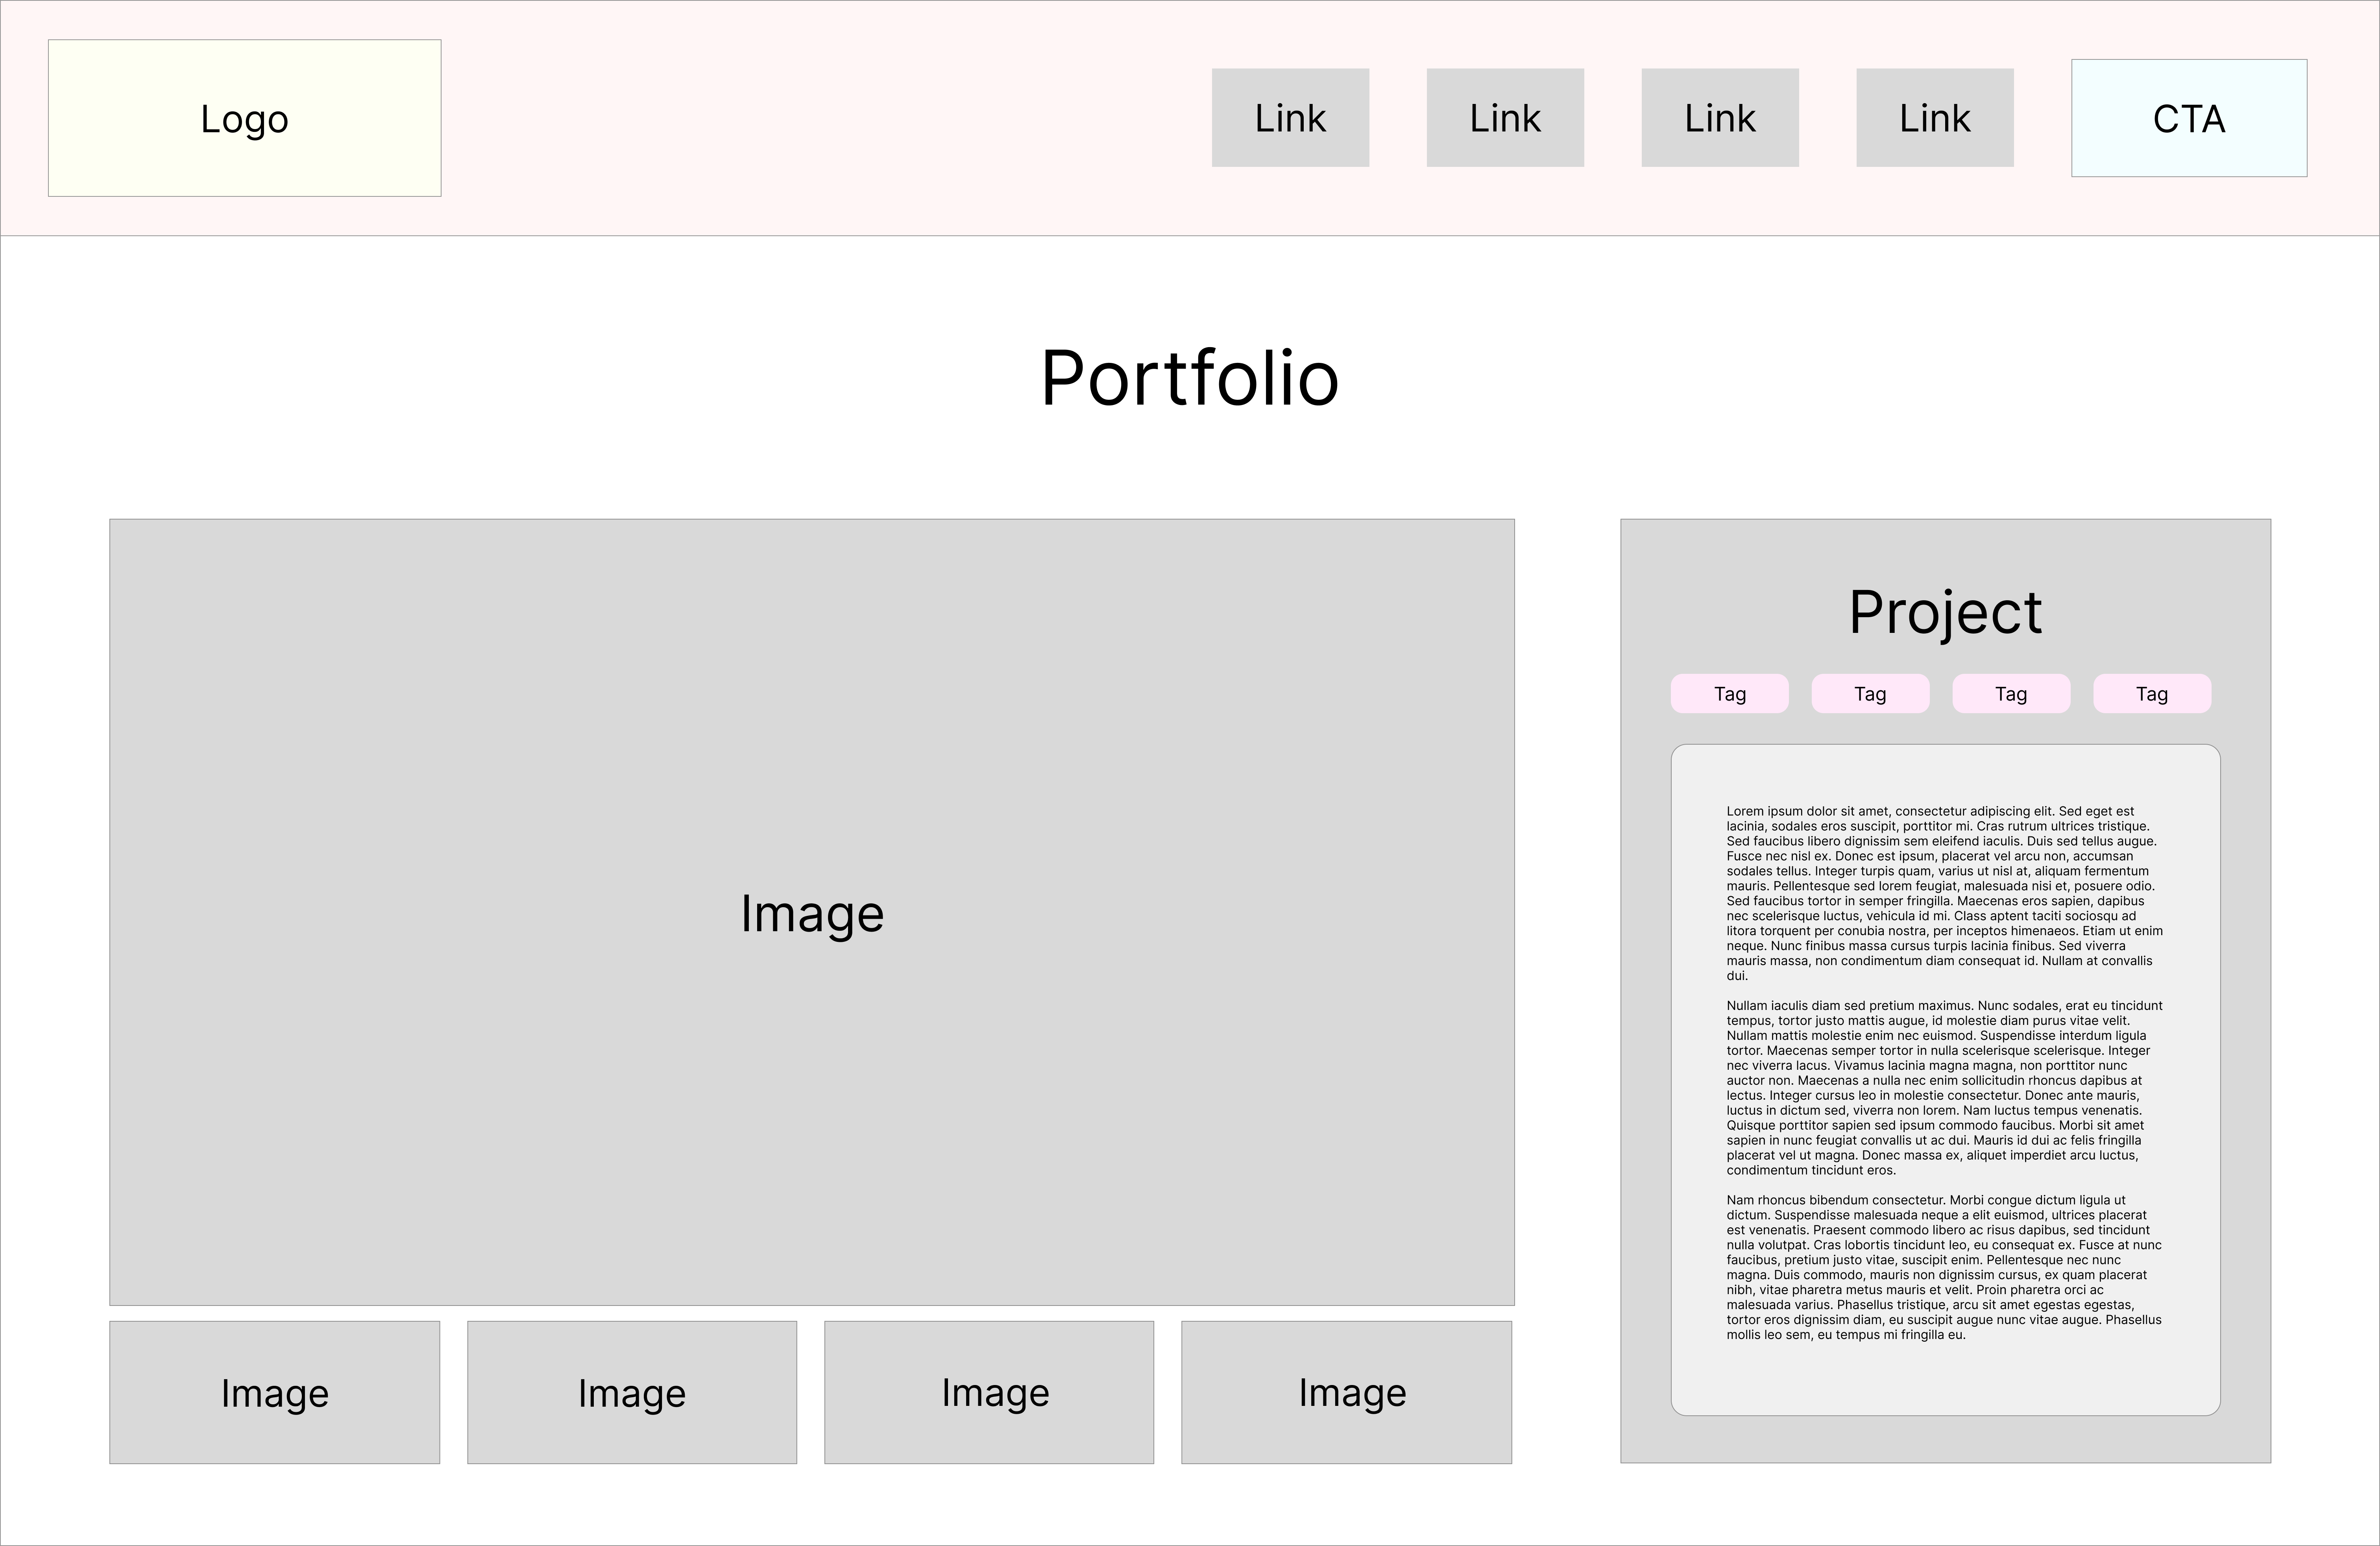 Logo
Link
Link
Link
Link
CTA
Portfolio
Image
Image
Image
Image
Image
Project
Tag
Tag
Tag
Tag
Lorem ipsum dolor sit amet, consectetur adipiscing elit. Sed eget est
lacinia, sodales eros suscipit, porttitor mi. Cras rutrum ultrices tristique.
Sed faucibus libero dignissim sem eleifend iaculis. Duis sed tellus augue.
Fusce nec nisl ex. Donec est ipsum, placerat vel arcu non, accumsan
sodales tellus. Integer turpis quam, varius ut nisl at, aliquam fermentum
mauris. Pellentesque sed lorem feugiat, malesuada nisi et, posuere odio.
Sed faucibus tortor in semper fringilla. Maecenas eros sapien, dapibus
nec scelerisque luctus, vehicula id mi. Class aptent taciti sociosqu ad
litora torquent per conubia nostra, per inceptos himenaeos. Etiam ut enim
neque. Nunc finibus massa cursus turpis lacinia finibus. Sed viverra
mauris massa, non condimentum diam consequat id. Nullam at convallis
dui.
Nullam iaculis diam sed pretium maximus. Nunc sodales, erat eu tincidunt
tempus, tortor justo mattis augue, id molestie diam purus vitae velit.
Nullam mattis molestie enim nec euismod. Suspendisse interdum ligula
tortor. Maecenas semper tortor in nulla scelerisque scelerisque. Integer
nec viverra lacus. Vivamus lacinia magna magna, non porttitor nunc
auctor non. Maecenas a nulla nec enim sollicitudin rhoncus dapibus at
lectus. Integer cursus leo in molestie consectetur. Donec ante mauris,
luctus in dictum sed, viverra non lorem. Nam luctus tempus venenatis.
Quisque porttitor sapien sed ipsum commodo faucibus. Morbi sit amet
sapien in nunc feugiat convallis ut ac dui. Mauris id dui ac felis fringilla
placerat vel ut magna. Donec massa ex, aliquet imperdiet arcu luctus,
condimentum tincidunt eros.
Nam rhoncus bibendum consectetur. Morbi congue dictum ligula ut
dictum. Suspendisse malesuada neque a elit euismod, ultrices placerat
est venenatis. Praesent commodo libero ac risus dapibus, sed tincidunt
nulla volutpat. Cras lobortis tincidunt leo, eu consequat ex. Fusce at nunc
faucibus, pretium justo vitae, suscipit enim. Pellentesque nec nunc
magna. Duis commodo, mauris non dignissim cursus, ex quam placerat
nibh, vitae pharetra metus mauris et velit. Proin pharetra orci ac
malesuada varius. Phasellus tristique, arcu sit amet egestas egestas,
tortor eros dignissim diam, eu suscipit augue nunc vitae augue. Phasellus
mollis leo sem, eu tempus mi fringilla eu.